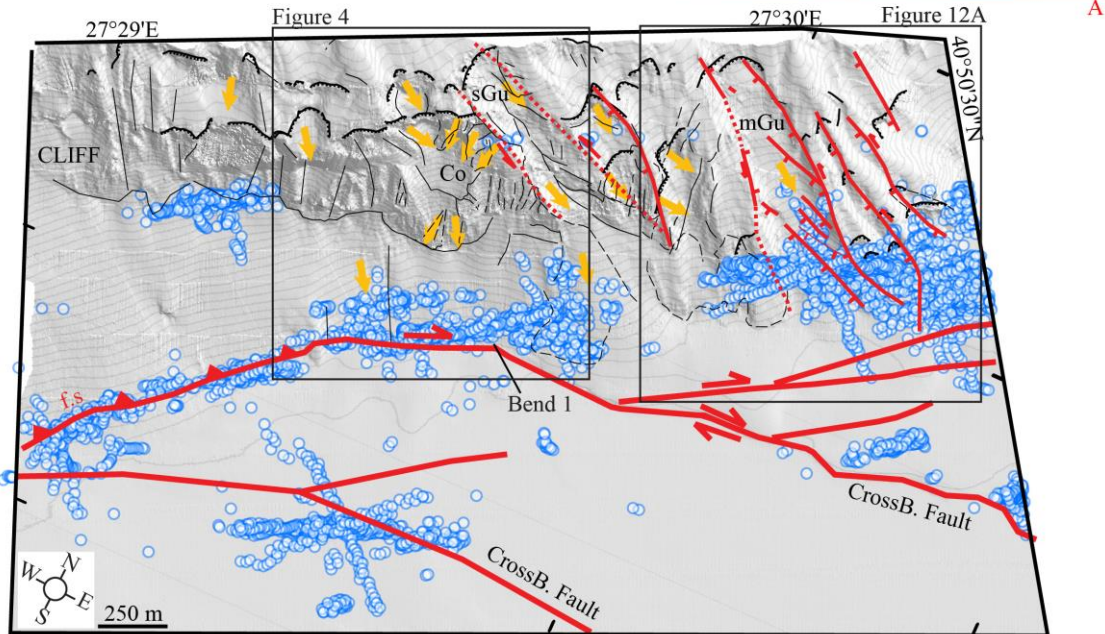 A
Figure 4
27°30'E
Figure 12A
27°29'E
40°50'30"N
sGu
mGu
CLIFF
Co
f.s
Bend 1
CrossB. Fault
CrossB. Fault
N
W
E
S
250 m